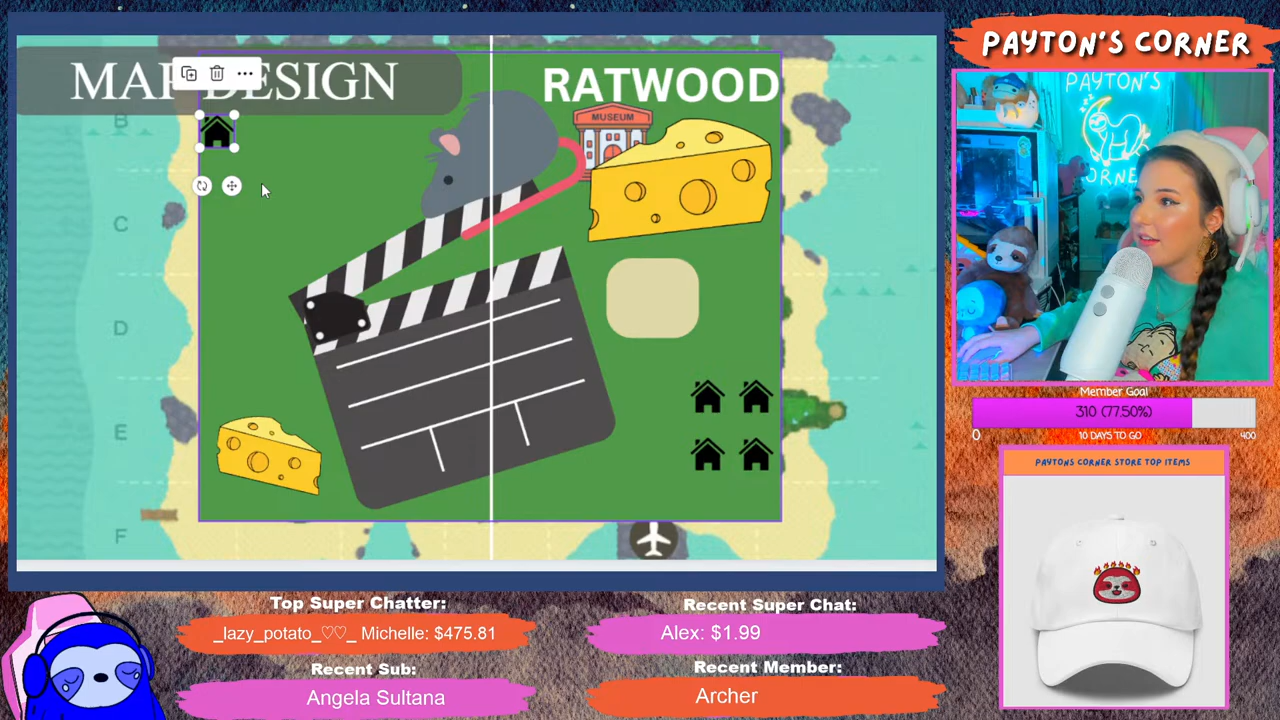 MAP DESIGN
RATWOOD
MUSEUM
B
C
D
E
F
PAYTON'S CORNER
PAYTON'S
CORNER
Member Goal
310 (77.50%)
0
10 DAYS TO GO
400
PAYTONS CORNER STORE TOP ITEMS
Top Super Chatter:
_lazy_potato_♡♡_ Michelle: $475.81
Recent Super Chat:
Alex: $1.99
Recent Sub:
Angela Sultana
Recent Member:
Archer